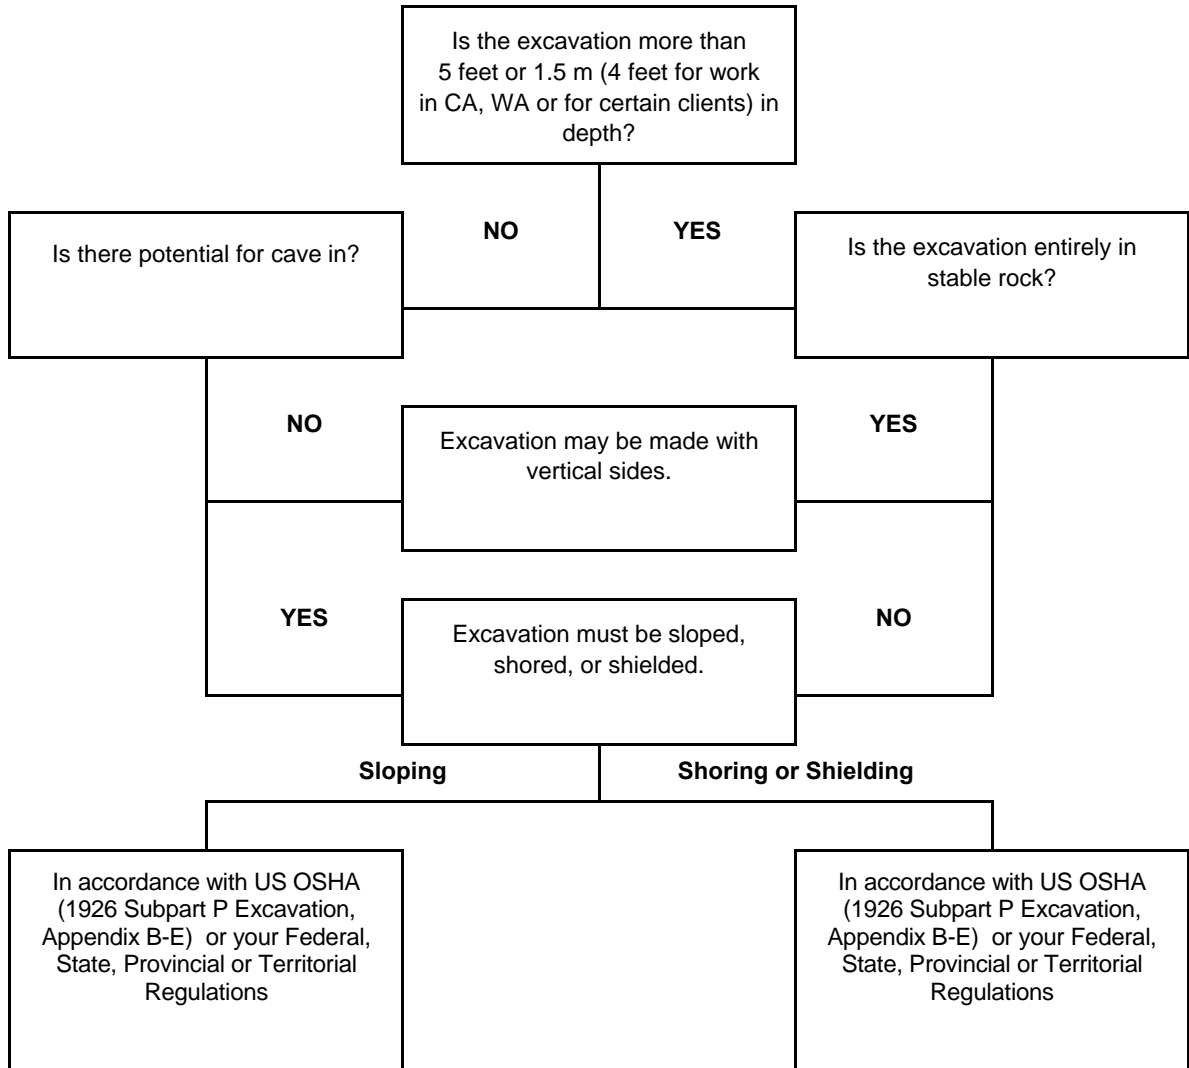 Is the excavation more than
5 feet or 1.5 m (4 feet for work
in CA, WA or for certain clients) in
depth?
NO
YES
Is there potential for cave in?
Is the excavation entirely in
stable rock?
NO
YES
Excavation may be made with
vertical sides.
YES
NO
Excavation must be sloped,
shored, or shielded.
Sloping
Shoring or Shielding
In accordance with US OSHA
(1926 Subpart P Excavation,
Appendix B-E) or your Federal,
State, Provincial or Territorial
Regulations
In accordance with US OSHA
(1926 Subpart P Excavation,
Appendix B-E) or your Federal,
State, Provincial or Territorial
Regulations